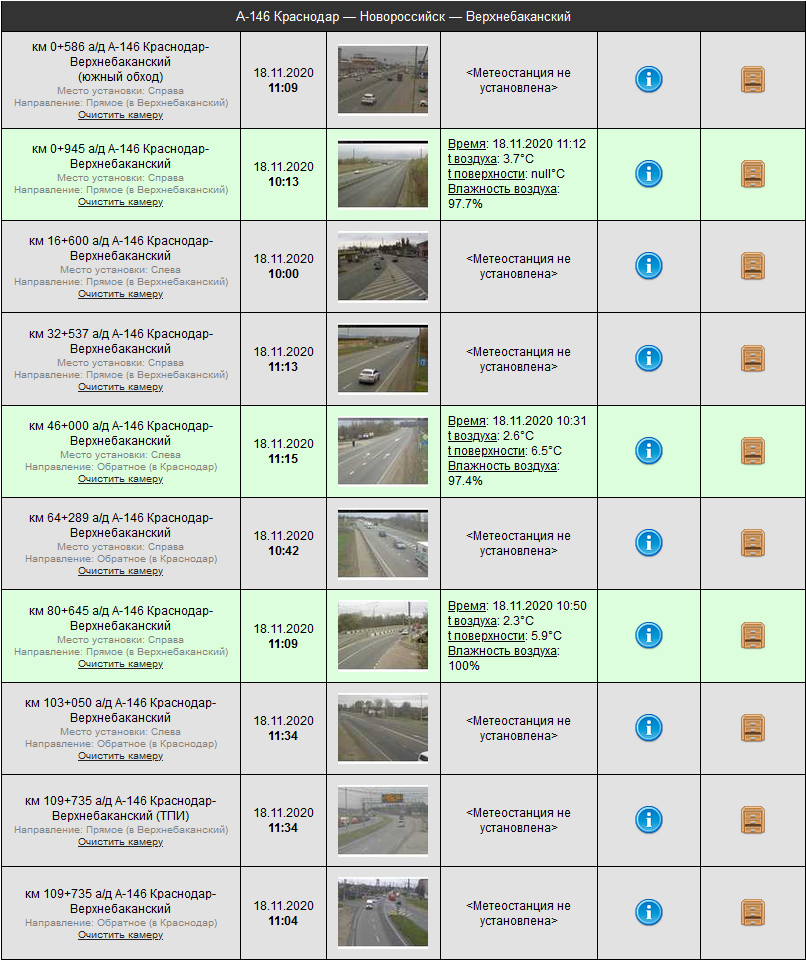 А-146 Краснодар — Новороссийск — Верхнебаканский
км 0+586 а/д А-146 Краснодар-
Верхнебаканский
(южный обход)
Место установки: Справа
Направление: Прямое (в Верхнебаканский)
Очистить камеру
18.11.2020
11:09
<Метеостанция не
установлена>
км 0+945 а/д А-146 Краснодар-
Верхнебаканский
Место установки: Справа
Направление: Прямое (в Верхнебаканский)
Очистить камеру
18.11.2020
10:13
Время: 18.11.2020 11:12
t воздуха: 3.7°C
t поверхности: null°C
Влажность воздуха:
97.7%
км 16+600 а/д А-146 Краснодар-
Верхнебаканский
Место установки: Слева
Направление: Прямое (в Верхнебаканский)
Очистить камеру
18.11.2020
10:00
<Метеостанция не
установлена>
км 32+537 а/д А-146 Краснодар-
Верхнебаканский
Место установки: Справа
Направление: Прямое (в Верхнебаканский)
Очистить камеру
18.11.2020
11:13
<Метеостанция не
установлена>
км 46+000 а/д А-146 Краснодар-
Верхнебаканский
Место установки: Слева
Направление: Обратное (в Краснодар)
Очистить камеру
18.11.2020
11:15
Время: 18.11.2020 10:31
t воздуха: 2.6°C
t поверхности: 6.5°C
Влажность воздуха:
97.4%
км 64+289 а/д А-146 Краснодар-
Верхнебаканский
Место установки: Справа
Направление: Обратное (в Краснодар)
Очистить камеру
18.11.2020
10:42
<Метеостанция не
установлена>
км 80+645 а/д А-146 Краснодар-
Верхнебаканский
Место установки: Справа
Направление: Прямое (в Верхнебаканский)
Очистить камеру
18.11.2020
11:09
Время: 18.11.2020 10:50
t воздуха: 2.3°C
t поверхности: 5.9°C
Влажность воздуха:
100%
км 103+050 а/д А-146 Краснодар-
Верхнебаканский
Место установки: Слева
Направление: Обратное (в Краснодар)
Очистить камеру
18.11.2020
11:34
<Метеостанция не
установлена>
км 109+735 а/д А-146 Краснодар-
Верхнебаканский (ТПИ)
Направление: Прямое (в Верхнебаканский)
Очистить камеру
18.11.2020
11:34
<Метеостанция не
установлена>
км 109+735 а/д А-146 Краснодар-
Верхнебаканский
Направление: Обратное (в Краснодар)
Очистить камеру
18.11.2020
11:04
<Метеостанция не
установлена>